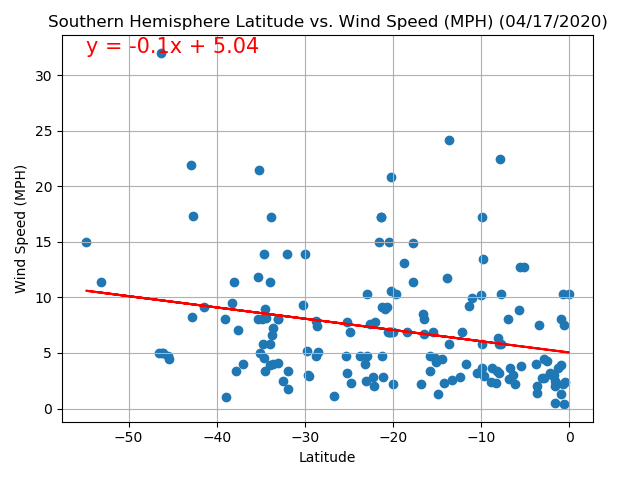 Southern Hemisphere Latitude vs. Wind Speed (MPH) (04/17/2020)
y = -0.1x + 5.04
30
25
20
15
10
5
0
Wind Speed (MPH)
−50 −40 −30 −20 −10 0
Latitude